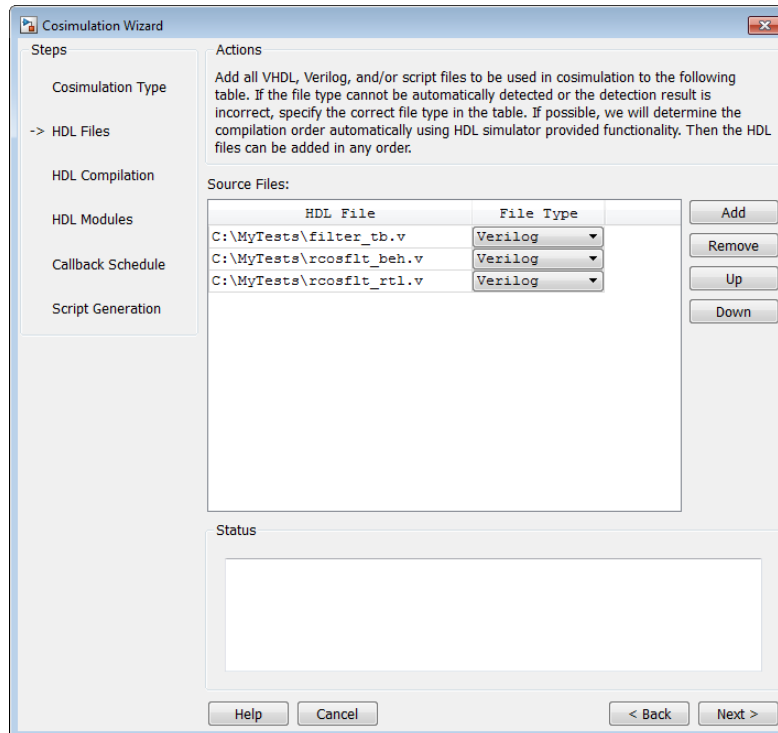 Cosimulation Wizard
Steps
Cosimulation Type
-> HDL Files
HDL Compilation
HDL Modules
Callback Schedule
Script Generation
Actions
Add all VHDL, Verilog, and/or script files to be used in cosimulation to the following
table. If the file type cannot be automatically detected or the detection result is
incorrect, specify the correct file type in the table. If possible, we will determine the
compilation order automatically using HDL simulator provided functionality. Then the HDL
files can be added in any order.
Source Files:
HDL File File Type
C:\MyTests\filter_tb.v Verilog
C:\MyTests\rcosflt_beh.v Verilog
C:\MyTests\rcosflt_rtl.v Verilog
Add
Remove
Up
Down
Status
Help Cancel < Back Next >